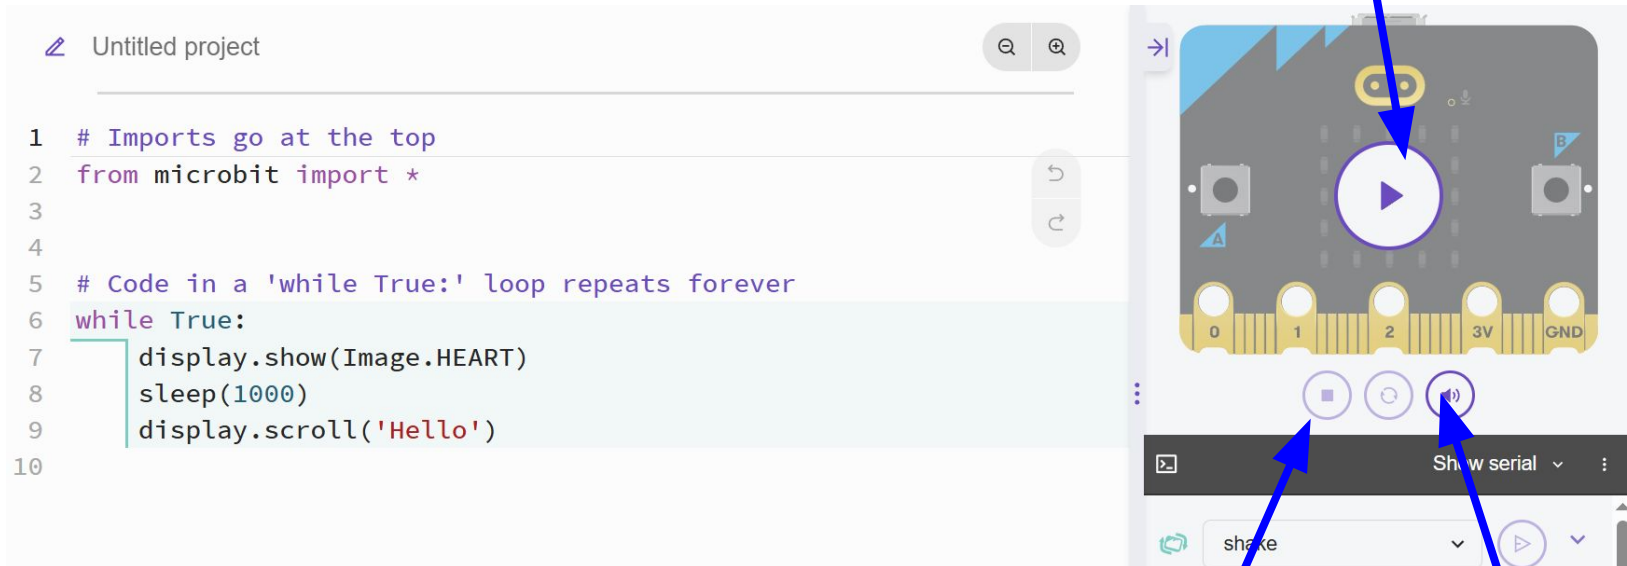 Untitled project
1 # Imports go at the top
2 from microbit import *
3
4
5 # Code in a 'while True:' loop repeats forever
6 while True:
7 display.show(Image.HEART)
8 sleep(1000)
9 display.scroll('Hello')
10
B
A
0 1 2 3V GND
Show serial
shake